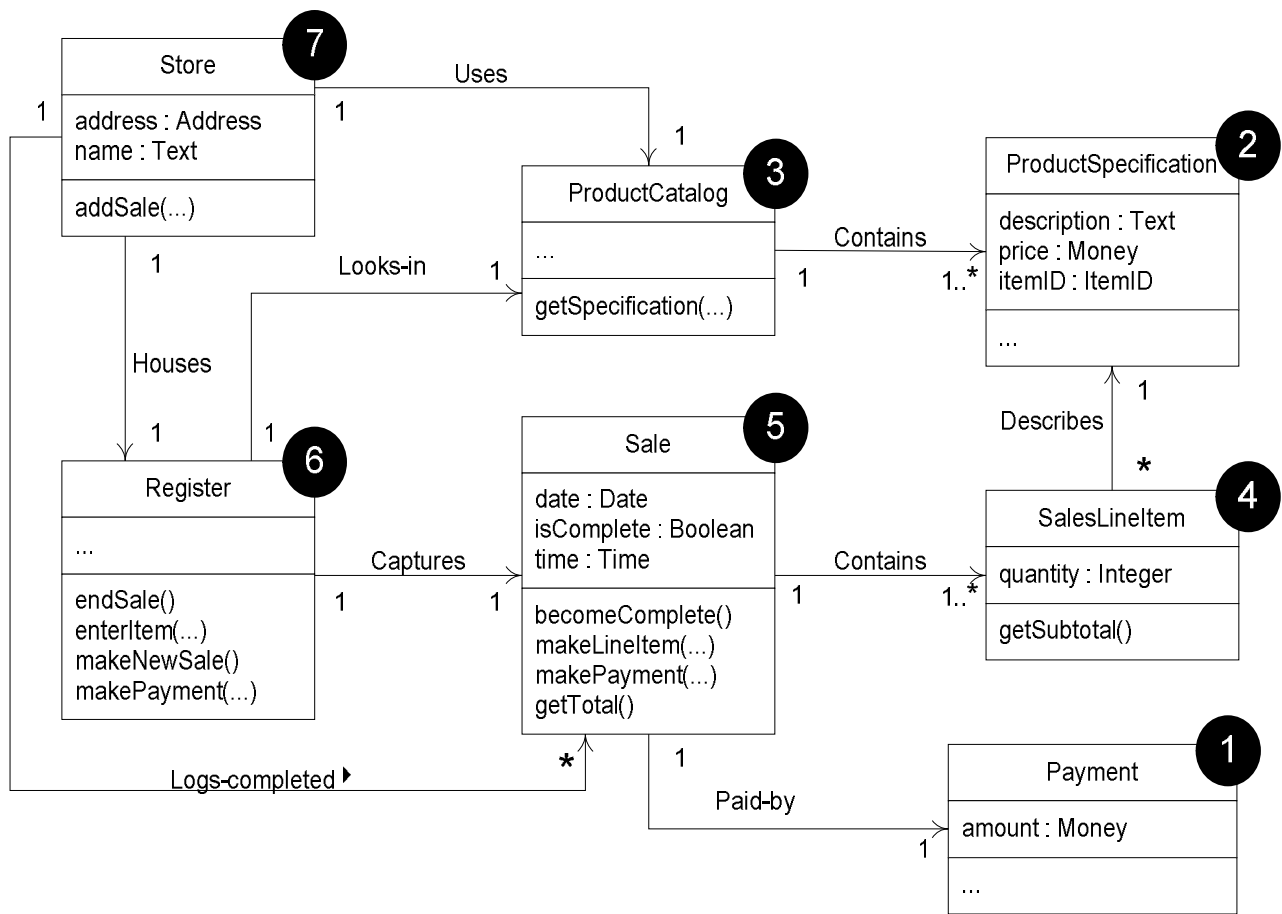 7
Store
address : Address
name : Text
addSale(...)
1
1
Uses
1
3
ProductCatalog
...
getSpecification(...)
1
Contains
1..*
2
ProductSpecification
description : Text
price : Money
itemID : ItemID
...
1
Houses
1
Looks-in
1
1
6
Register
...
endSale()
enterItem(...)
makeNewSale()
makePayment(...)
1
Captures
1
5
Sale
date : Date
isComplete : Boolean
time : Time
becomeComplete()
makeLineItem(...)
makePayment(...)
getTotal()
1
Contains
1..*
1
Describes
*
4
SalesLineItem
quantity : Integer
getSubtotal()
Logs-completed
*
1
Paid-by
1
1
Payment
amount : Money
...